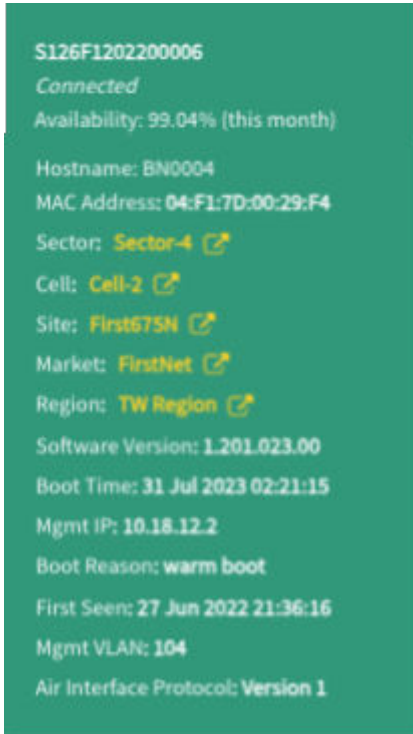 S126F1202200006
Connected
Availability: 99.04% (this month)
Hostname: BN0004
MAC Address: 04:F1:7D:00:29:F4
Sector: Sector-4
Cell: Cell-2
Site: First675N
Market: FirstNet
Region: TW Region
Software Version: 1.201.023.00
Boot Time: 31 Jul 2023 02:21:15
Mgmt IP: 10.18.12.2
Boot Reason: warm boot
First Seen: 27 Jun 2022 21:36:16
Mgmt VLAN: 104
Air Interface Protocol: Version 1